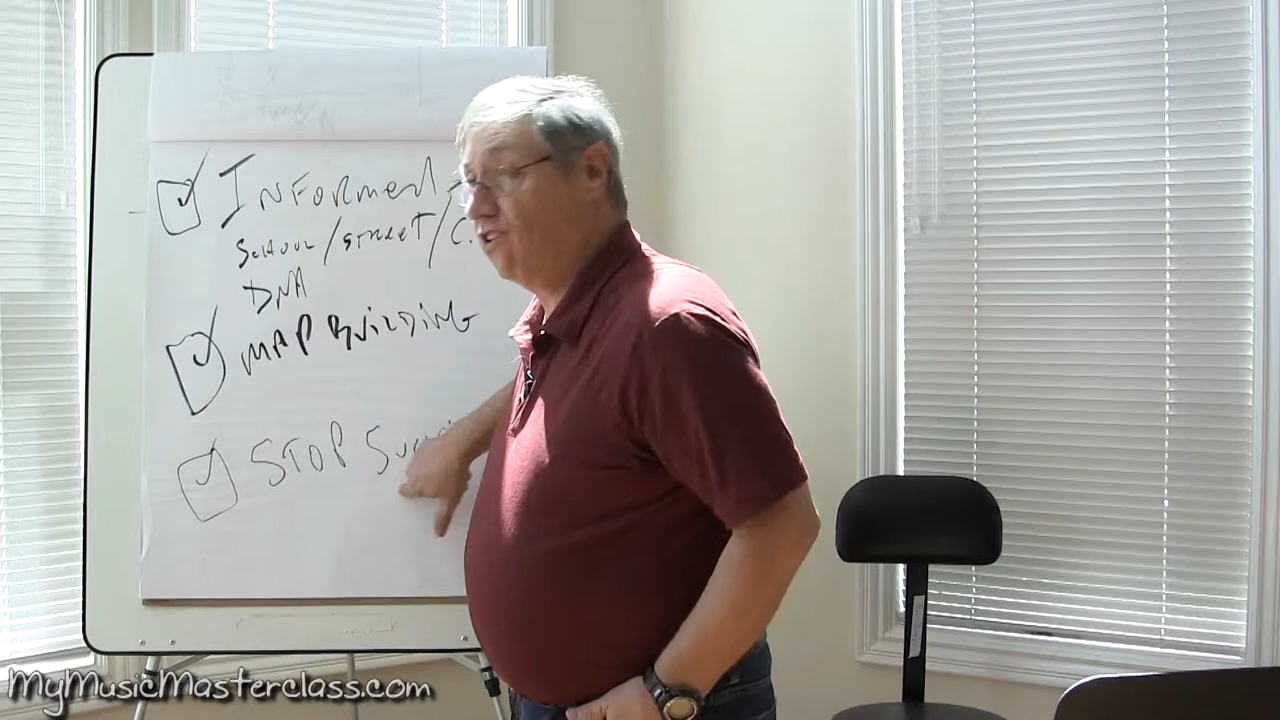 INFORMED
SCHOOL/STREET/C.
DNA
MAP BUILDING
STOP
MyMusicMasterclass.com